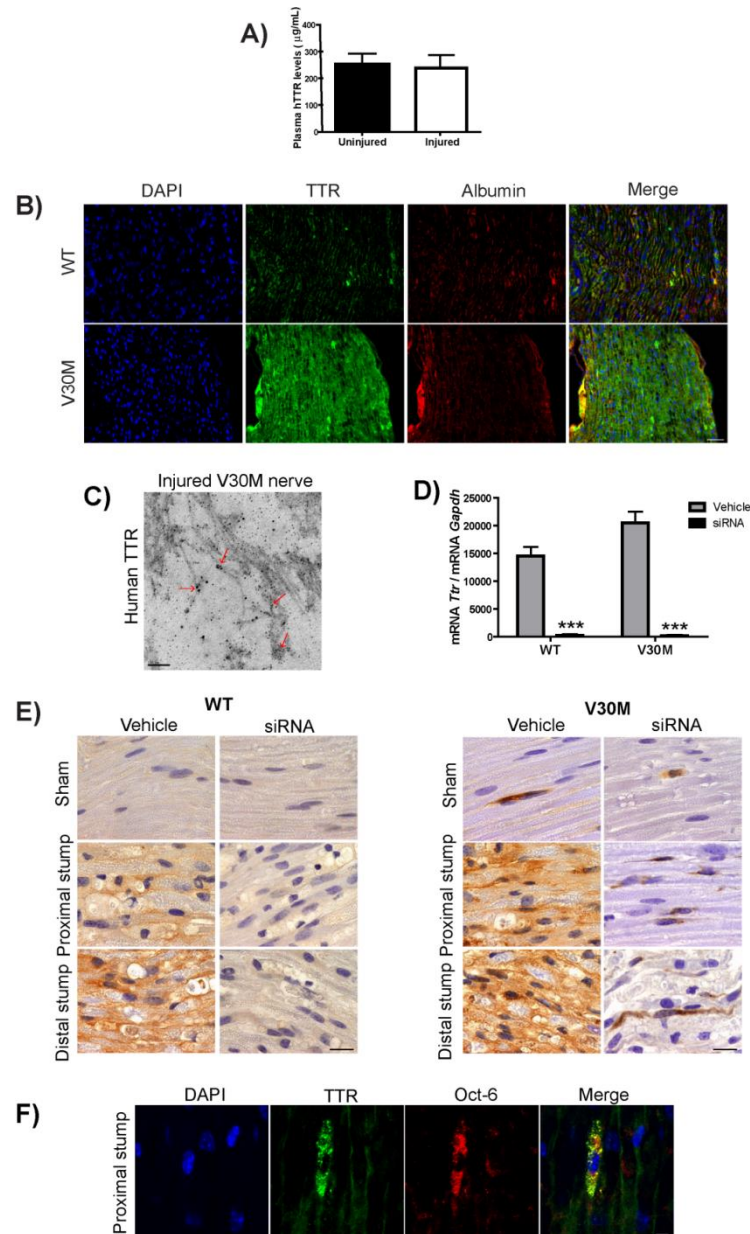 A)
Plasma hTTR levels ( μg/mL)
400
300
200
100
0
Uninjured Injured
B)
DAPI TTR Albumin Merge
WT
V30M
C)
Injured V30M nerve
Human TTR
D)
mRNA Ttr / mRNA Gapdh
25000
20000
15000
10000
5000
0
*** ***
WT V30M
Vehicle
siRNA
E)
WT
Vehicle siRNA
Sham
Proximal stump
Distal stump
V30M
Vehicle siRNA
Sham
Proximal stump
Distal stump
F)
DAPI TTR Oct-6 Merge
Proximal stump